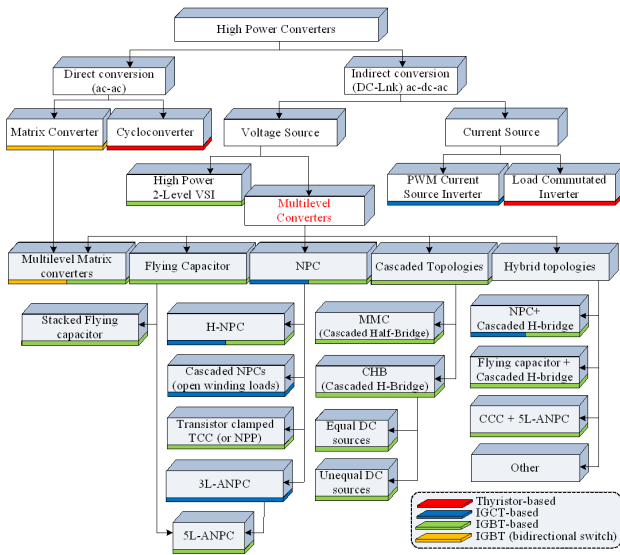 High Power Converters
Direct conversion
(ac-ac)
Indirect conversion
(DC-Lnk) ac-dc-ac
Matrix Converter
Cycloconverter
Voltage Source
Current Source
High Power
2-Level VSI
PWM Current
Source Inverter
Load Commutated
Inverter
Multilevel
Converters
Multilevel Matrix
converters
Flying Capacitor
NPC
Cascaded Topologies
Hybrid topologies
Stacked Flying
capacitor
H-NPC
MMC
(Cascaded Half-Bridge)
NPC+
Cascaded H-bridge
Cascaded NPCs
(open winding loads)
CHB
(Cascaded H-Bridge)
Flying capacitor +
Cascaded H-bridge
Transistor clamped
TCC (or NPP)
Equal DC
sources
CCC + 5L-ANPC
3L-ANPC
Unequal DC
sources
Other
5L-ANPC
Thyristor-based
IGCT-based
IGBT-based
IGBT (bidirectional switch)